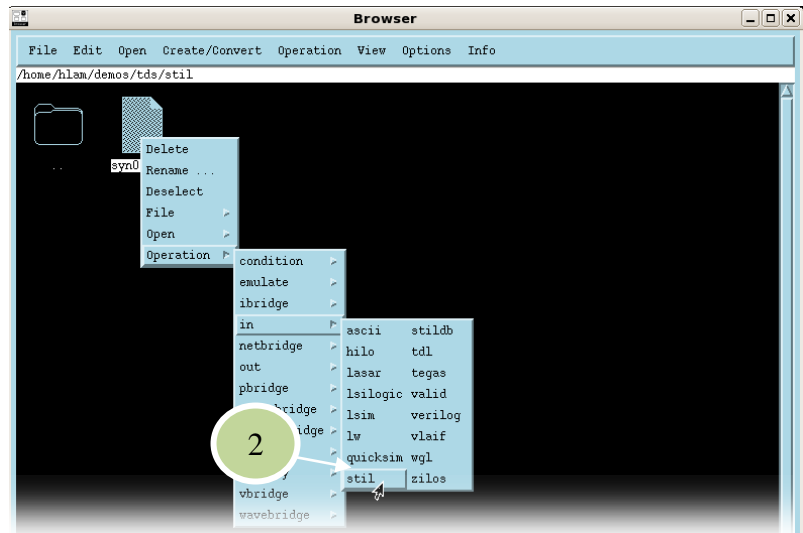 Browser
File Edit Open Create/Convert Operation View Options Info
/home/hlam/demos/tds/stil
..
syn0
Delete
Rename ...
Deselect
File
Open
Operation
condition
emulate
ibridge
in
netbridge
out
pbridge
vbridge
wavebridge
ascii stildb
hilo tdl
lasar tegas
lsilogic valid
lsim verilog
lw vlaif
quicksim wgl
stil zilos
2